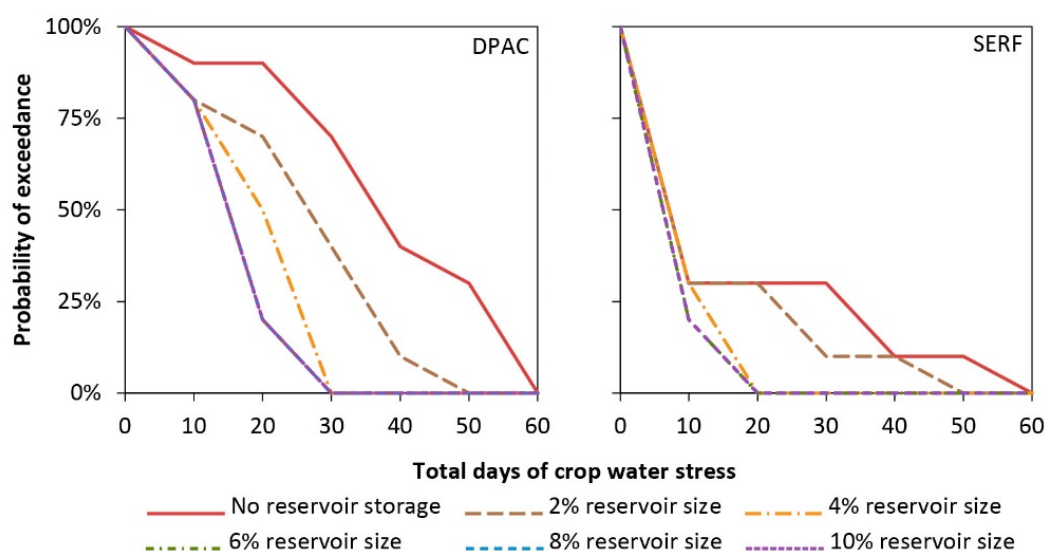 DPAC
SERF
Probability of exceedance
100%
75%
50%
25%
0%
0 10 20 30 40 50 60
0 10 20 30 40 50 60
Total days of crop water stress
No reservoir storage
2% reservoir size
4% reservoir size
6% reservoir size
8% reservoir size
10% reservoir size